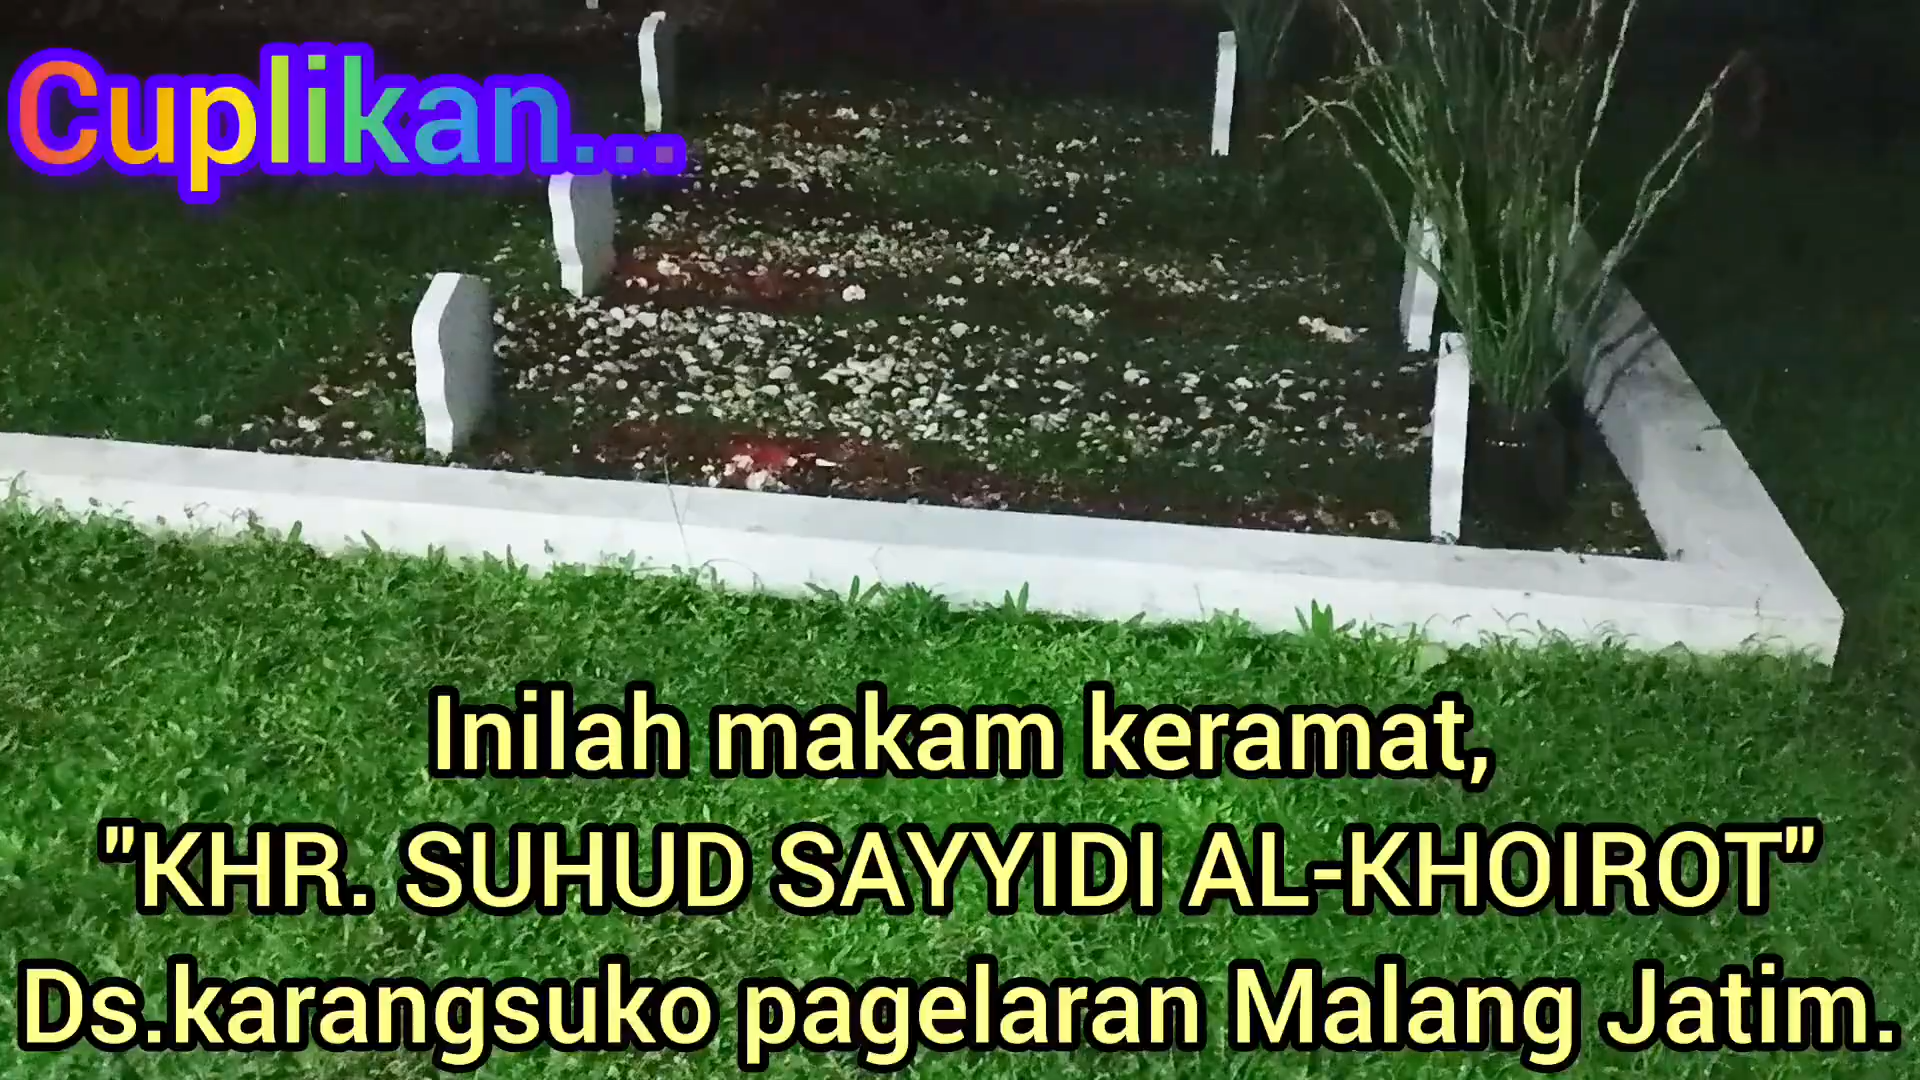 Cuplikan...
Inilah makam keramat,
"KHR. SUHUD SAYYIDI AL-KHOIROT"
Ds.karangsuko pagelaran Malang Jatim.